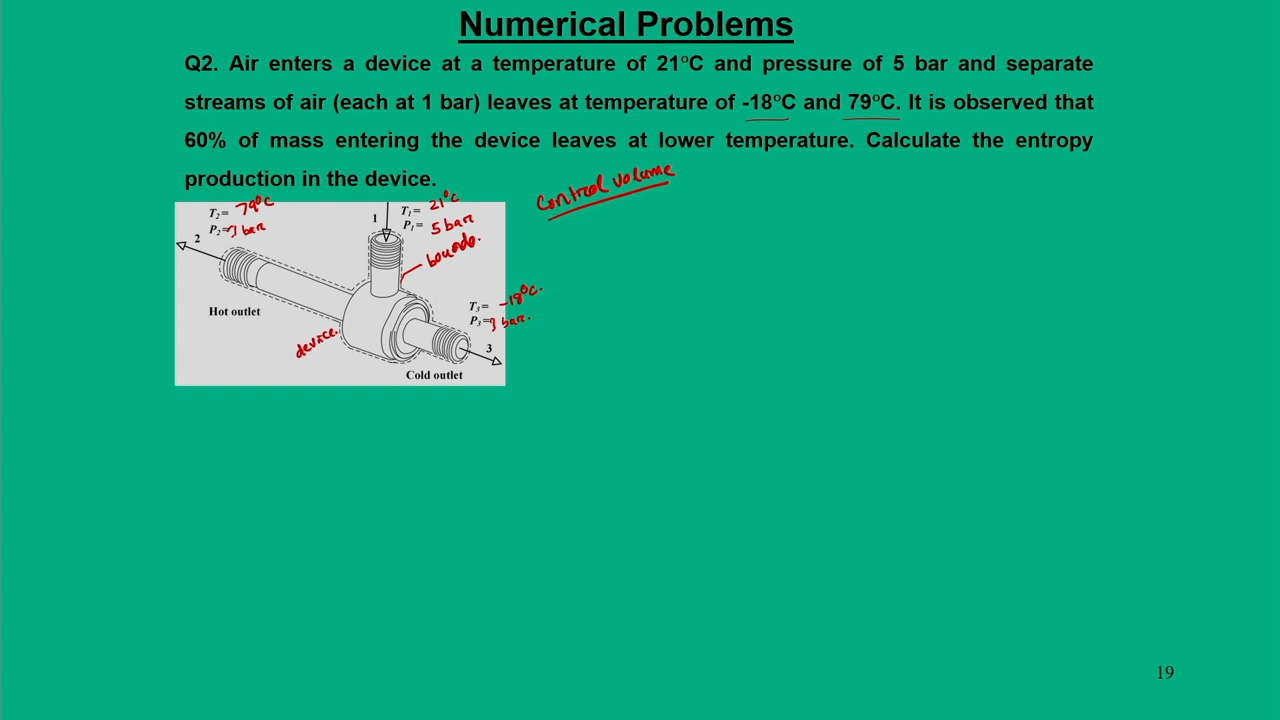 Numerical Problems
Q2. Air enters a device at a temperature of 21°C and pressure of 5 bar and separate
streams of air (each at 1 bar) leaves at temperature of -18°C and 79°C. It is observed that
60% of mass entering the device leaves at lower temperature. Calculate the entropy
production in the device.
control volume
T2= 79°C
P2= 1 bar
2
1
T1= 21°C
P1= 5 bar
bounda.
T3= -18°C.
P3= 1 bar.
Hot outlet
device.
3
Cold outlet
19